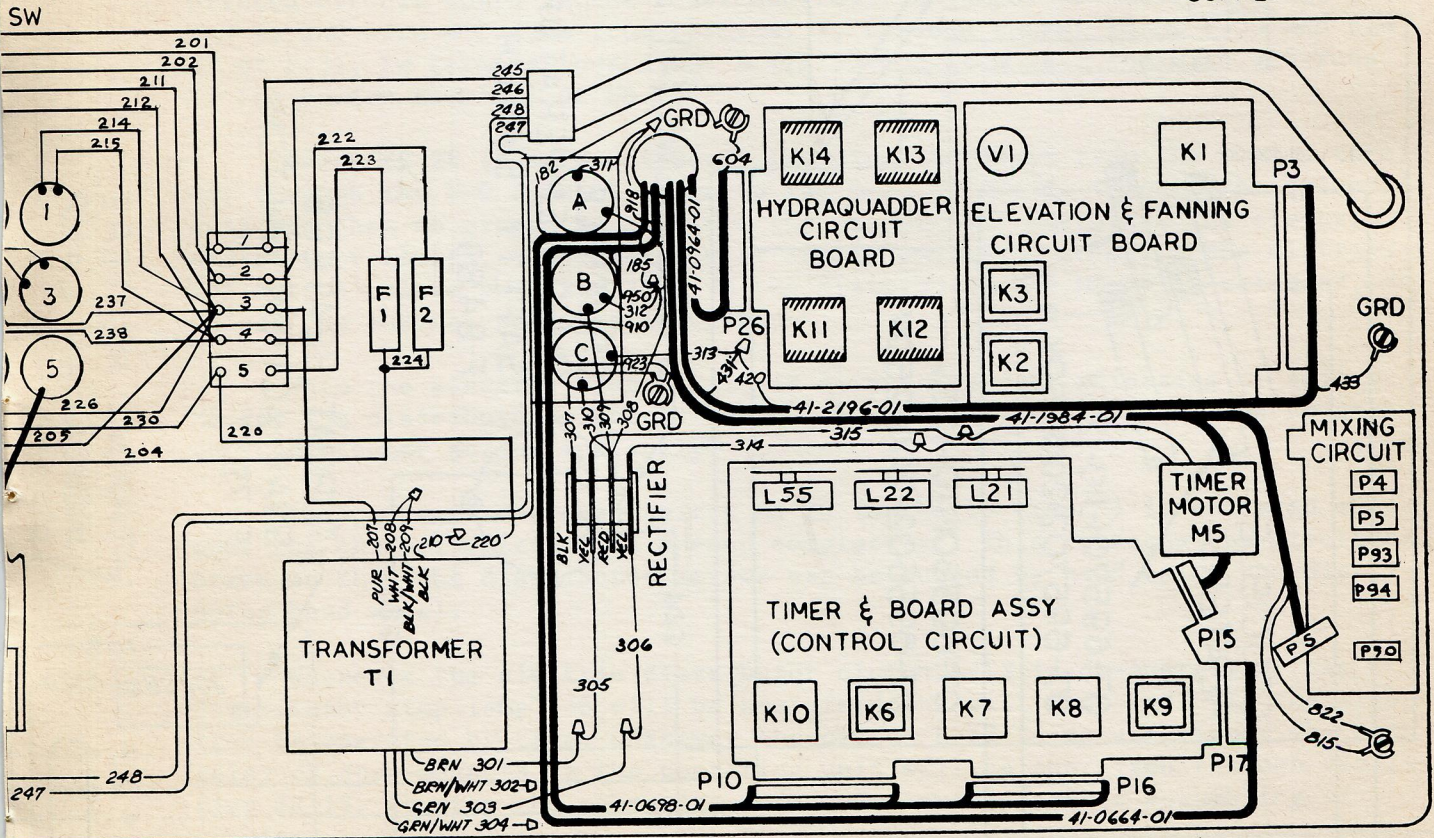 SW
201
202
211
212
214
215
1
3
5
237
238
226
230
205
204
1
2
3
4
5
220
222
223
F1
F2
224
245
246
248
247
182
311
A
B
C
918
185
950
312
910
923
GRD
604
41-0964-01
K14
K13
HYDRAQUADDER
CIRCUIT
BOARD
K11
K12
P26
313
431
420
GRD
V1
K1
ELEVATION & FANNING
CIRCUIT BOARD
K3
K2
P3
GRD
433
41-2196-01
41-1984-01
315
314
307
310
309
308
BLK
YEL
RED
YEL
RECTIFIER
305
306
207
208
209
210
220
PUR
WHT
BLK/WHT
BLK
TRANSFORMER
T1
BRN 301
BRN/WHT 302
GRN 303
GRN/WHT 304
248
247
L55
L22
L21
TIMER & BOARD ASSY
(CONTROL CIRCUIT)
K10
K6
K7
K8
K9
P10
P16
P15
P17
41-0698-01
41-0664-01
TIMER
MOTOR
M5
MIXING
CIRCUIT
P4
P5
P93
P94
P90
P5
822
815